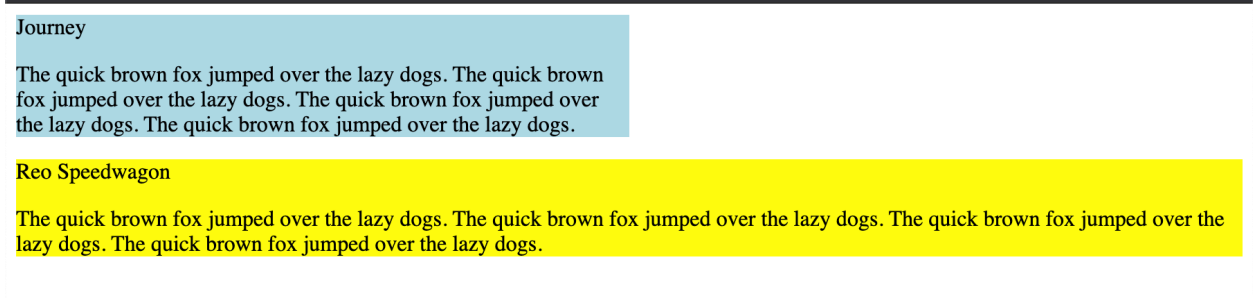 Journey
The quick brown fox jumped over the lazy dogs. The quick brown
fox jumped over the lazy dogs. The quick brown fox jumped over
the lazy dogs. The quick brown fox jumped over the lazy dogs.
Reo Speedwagon
The quick brown fox jumped over the lazy dogs. The quick brown fox jumped over the lazy dogs. The quick brown fox jumped over the
lazy dogs. The quick brown fox jumped over the lazy dogs.